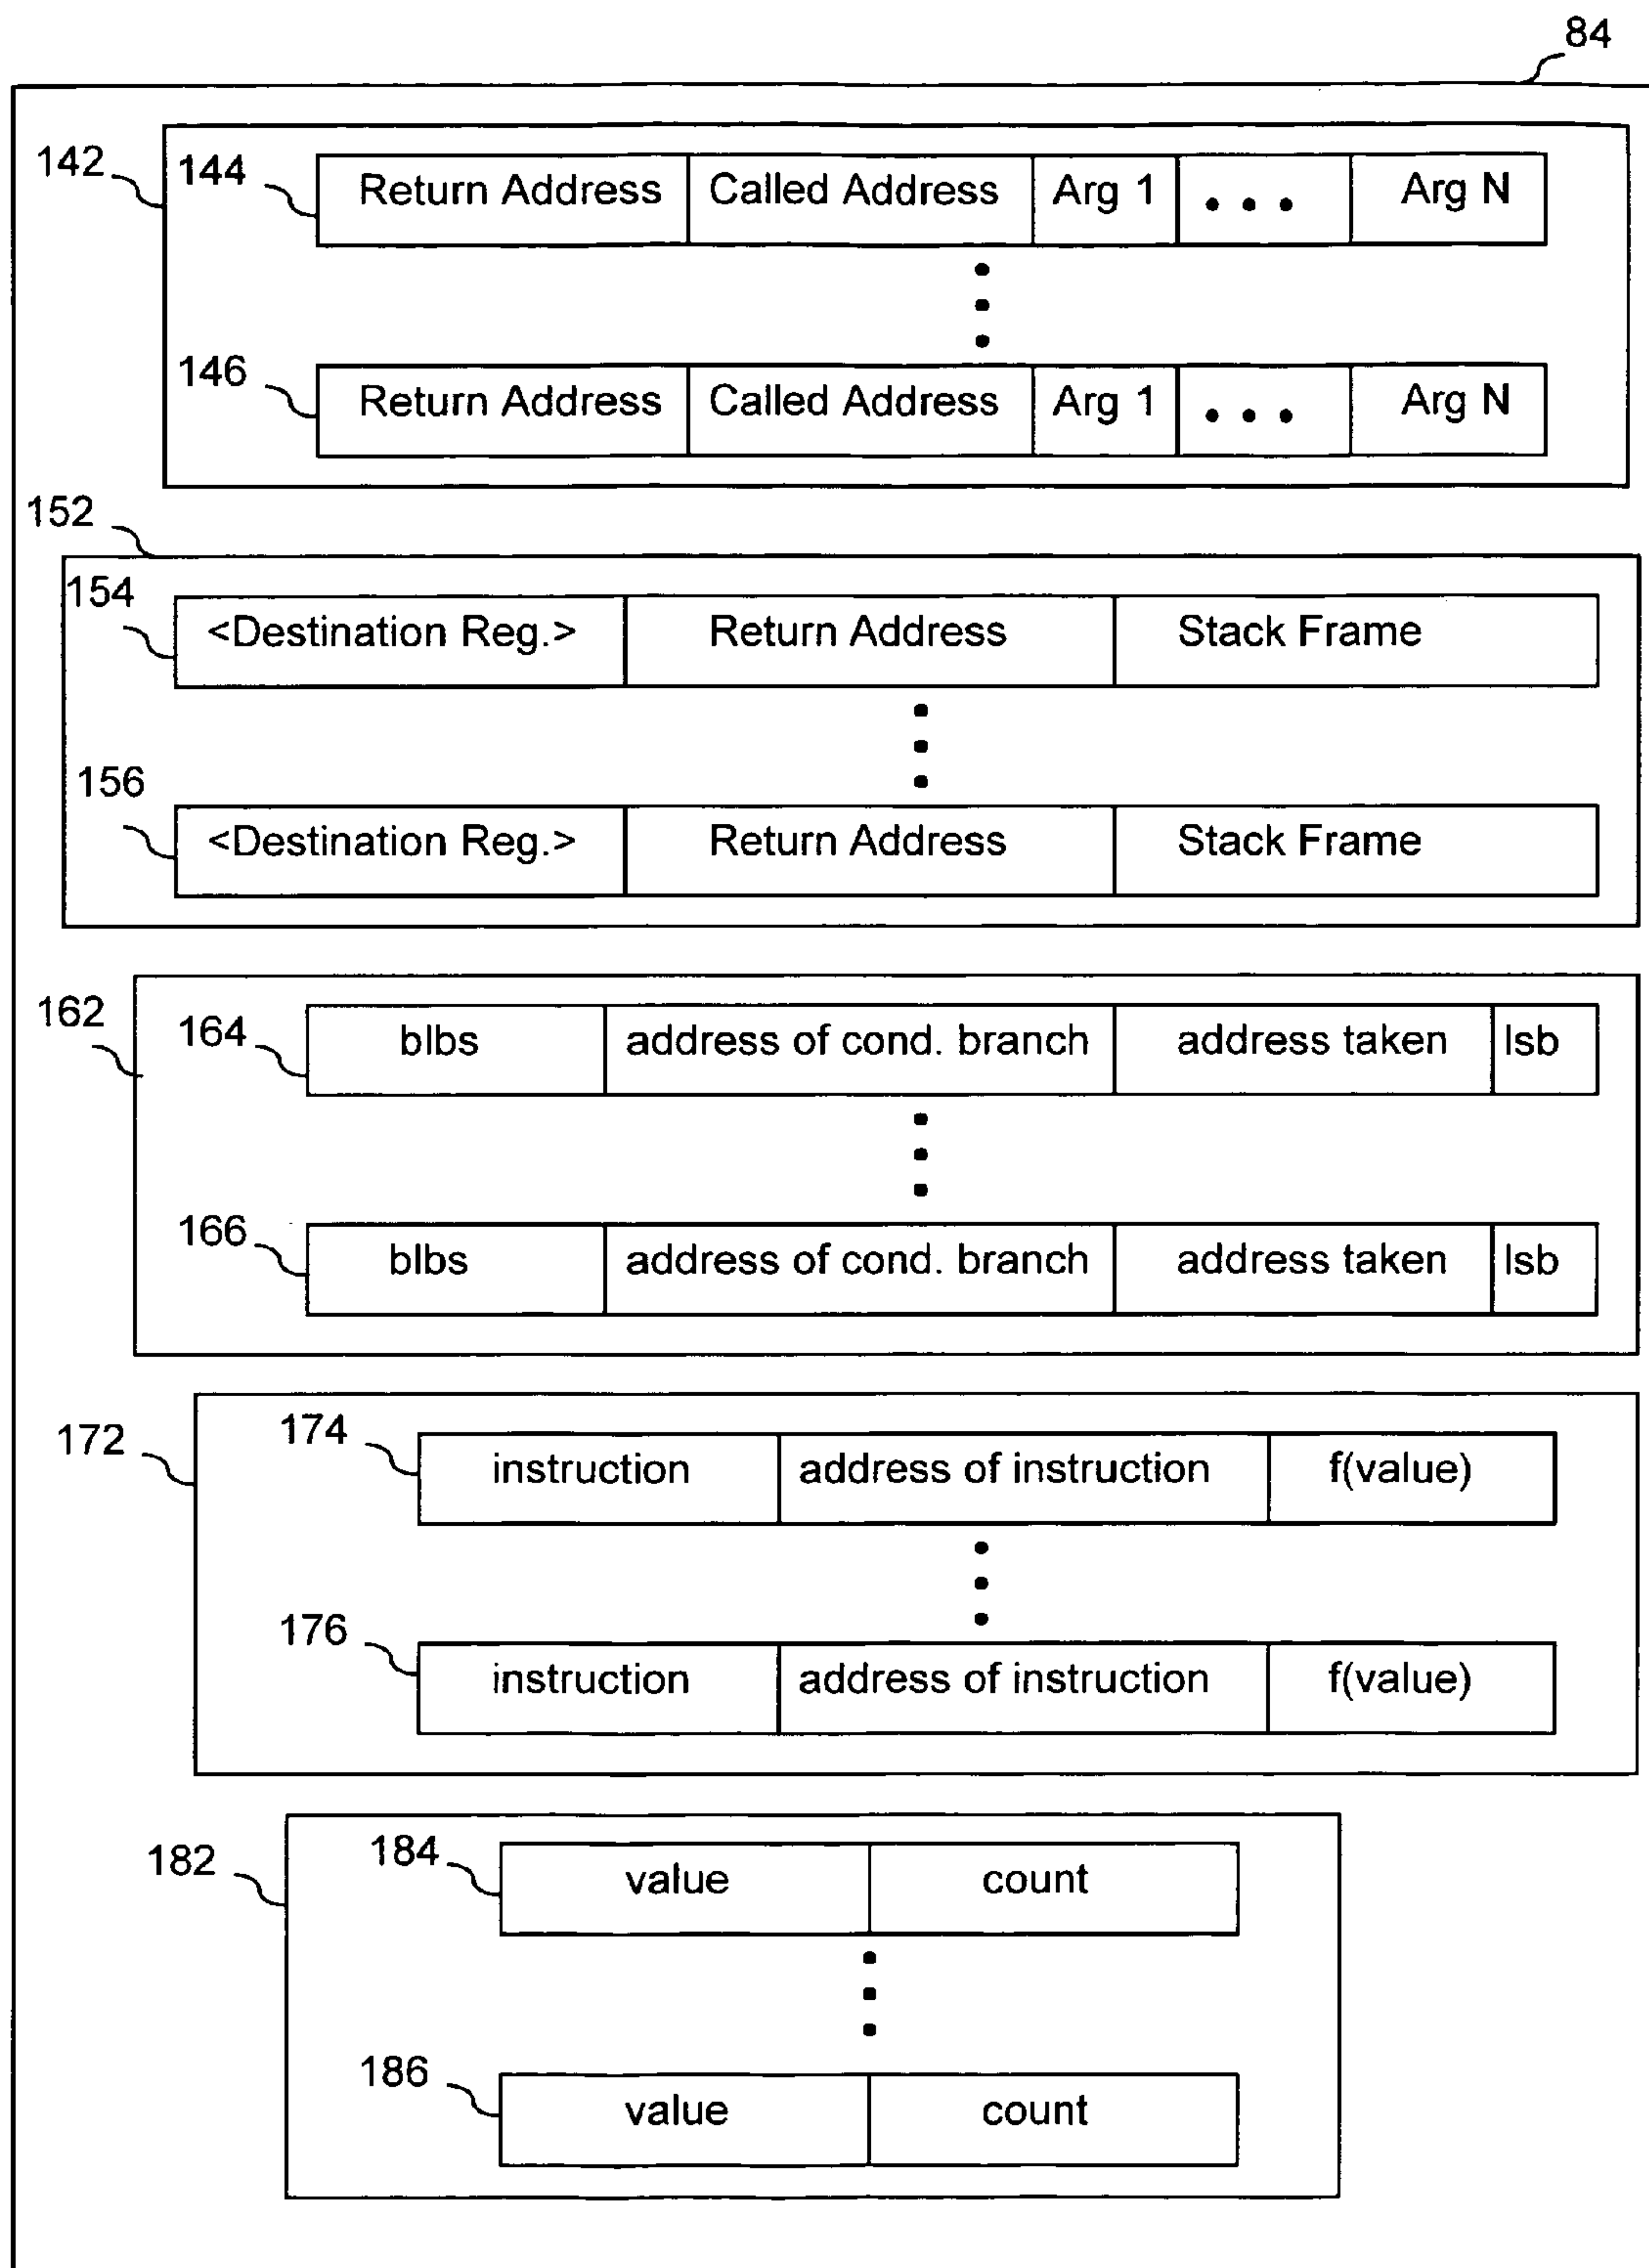 84
142
144
Return Address Called Address Arg 1 • • • Arg N
146
Return Address Called Address Arg 1 • • • Arg N
152
154
<Destination Reg.> Return Address Stack Frame
156
<Destination Reg.> Return Address Stack Frame
162
164
blbs address of cond. branch address taken lsb
166
blbs address of cond. branch address taken lsb
172
174
instruction address of instruction f(value)
176
instruction address of instruction f(value)
182
184
value count
186
value count